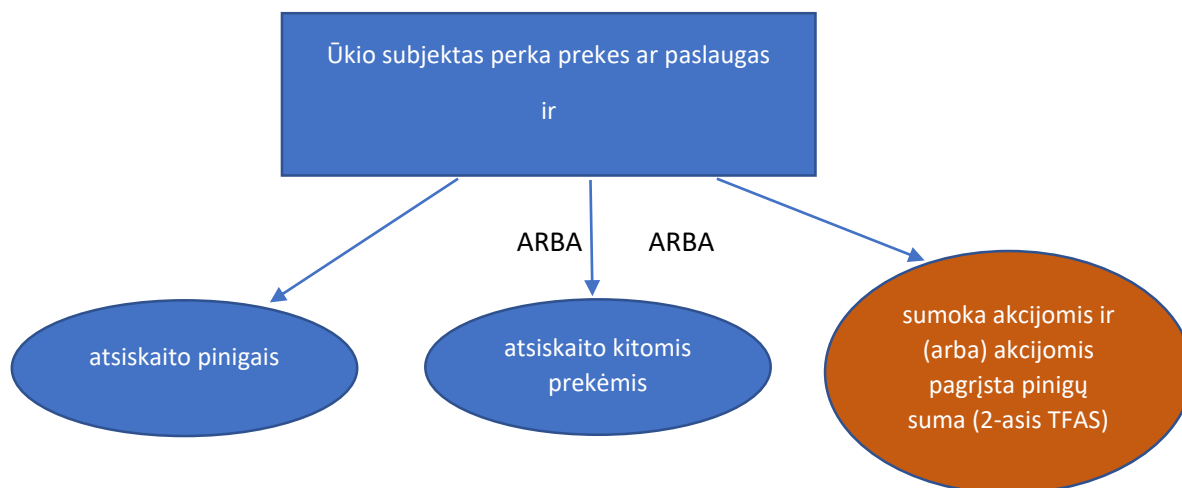 Ūkio subjektas perka prekes ar paslaugas
ir
ARBA
ARBA
atsiskaito pinigais
atsiskaito kitomis
prekėmis
sumoka akcijomis ir
(arba) akcijomis
pagrįsta pinigų
suma (2-asis TFAS)